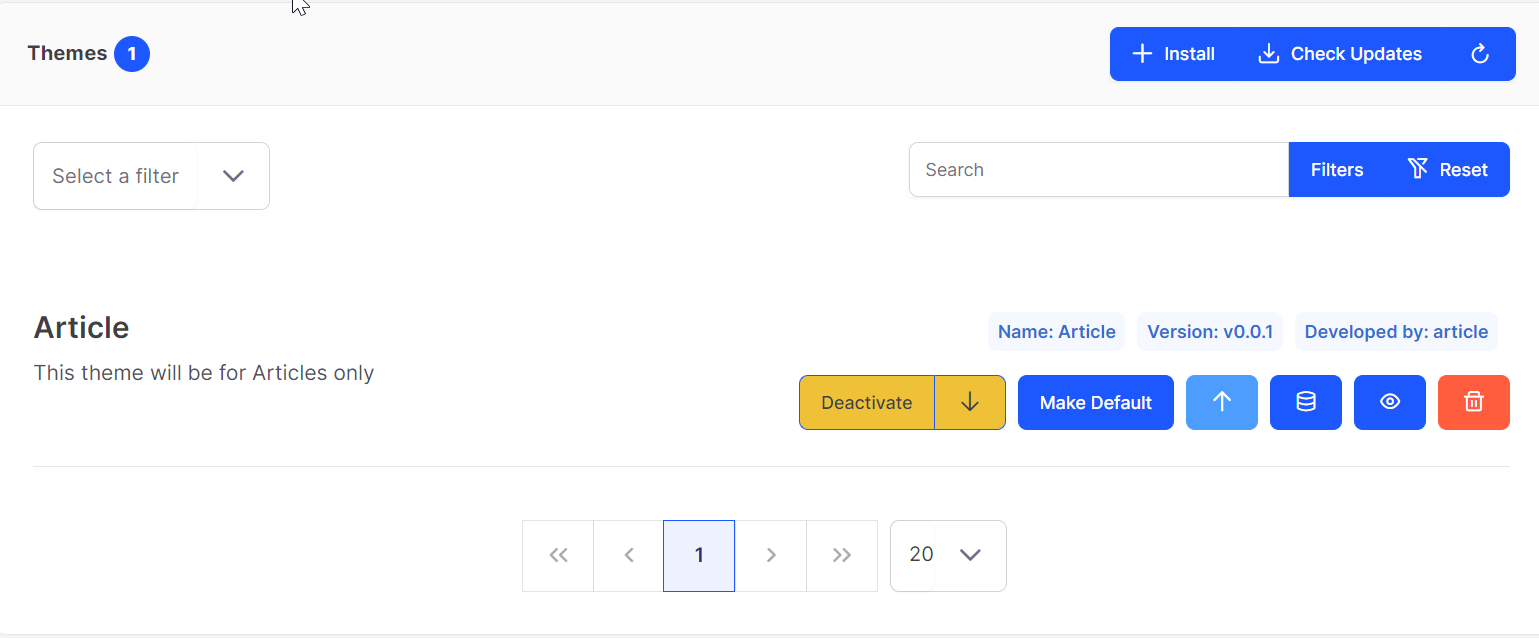 Themes 1
Install Check Updates
Select a filter
Search Filters Reset
Article
Name: Article Version: v0.0.1 Developed by: article
This theme will be for Articles only
Deactivate Make Default
1 20